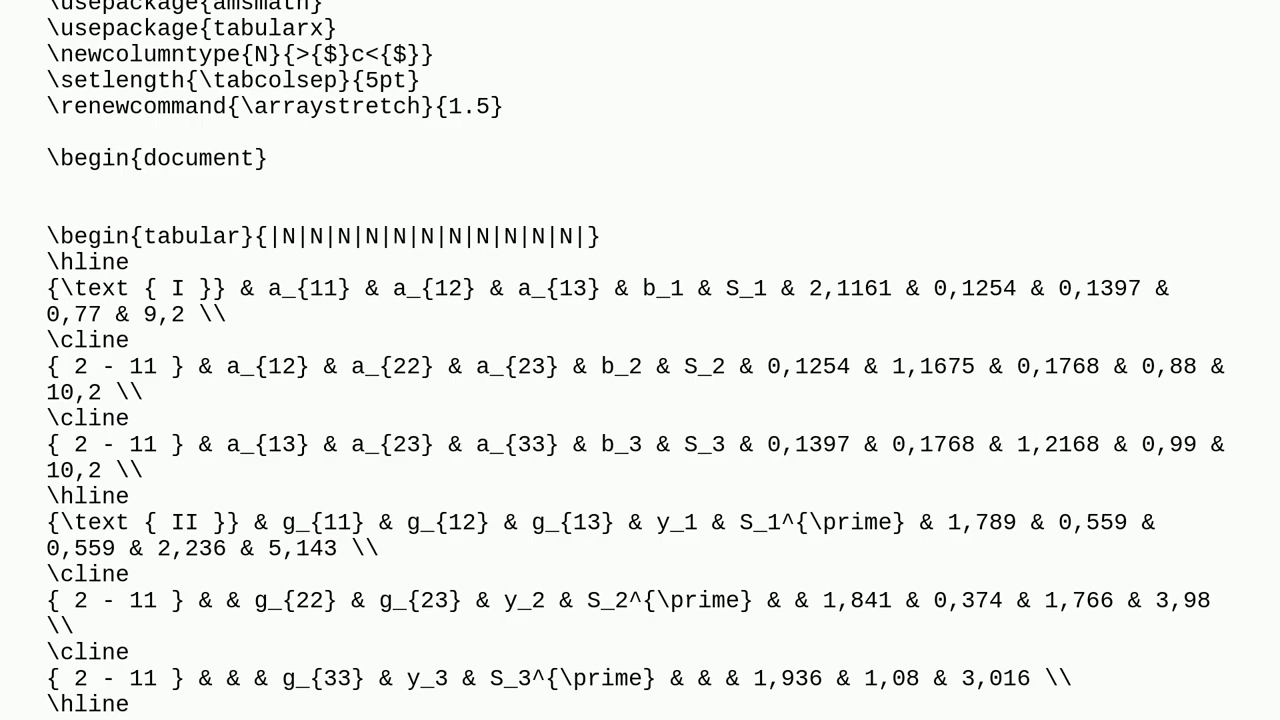 \usepackage{amsmath}
\usepackage{tabularx}
\newcolumntype{N}{>{$}c<{$}}
\setlength{\tabcolsep}{5pt}
\renewcommand{\arraystretch}{1.5}
\begin{document}
\begin{tabular}{|N|N|N|N|N|N|N|N|N|N|N|}
\hline
{\text { I }} & a_{11} & a_{12} & a_{13} & b_1 & S_1 & 2,1161 & 0,1254 & 0,1397 &
0,77 & 9,2 \\
\cline
{ 2 - 11 } & a_{12} & a_{22} & a_{23} & b_2 & S_2 & 0,1254 & 1,1675 & 0,1768 & 0,88 &
10,2 \\
\cline
{ 2 - 11 } & a_{13} & a_{23} & a_{33} & b_3 & S_3 & 0,1397 & 0,1768 & 1,2168 & 0,99 &
10,2 \\
\hline
{\text { II }} & g_{11} & g_{12} & g_{13} & y_1 & S_1^{\prime} & 1,789 & 0,559 &
0,559 & 2,236 & 5,143 \\
\cline
{ 2 - 11 } & & g_{22} & g_{23} & y_2 & S_2^{\prime} & & 1,841 & 0,374 & 1,766 & 3,98
\\
\cline
{ 2 - 11 } & & & g_{33} & y_3 & S_3^{\prime} & & & 1,936 & 1,08 & 3,016 \\
\hline